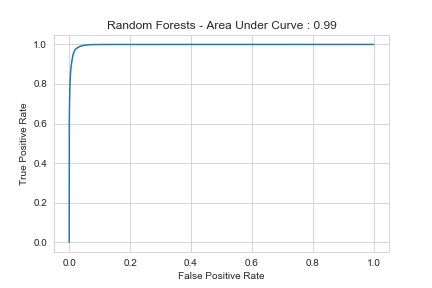 Random Forests - Area Under Curve : 0.99
1.0
0.8
0.6
0.4
0.2
0.0
True Positive Rate
0.0 0.2 0.4 0.6 0.8 1.0
False Positive Rate